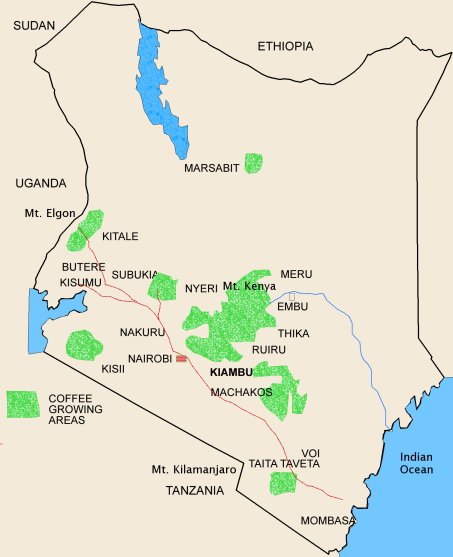 SUDAN
ETHIOPIA
MARSABIT
UGANDA
Mt. Elgon
KITALE
BUTERE
SUBUKIA
KISUMU
NYERI
Mt. Kenya
MERU
EMBU
NAKURU
THIKA
NAIROBI
RUIRU
KISII
KIAMBU
MACHAKOS
COFFEE
GROWING
AREAS
VOI
Indian
Ocean
Mt. Kilamanjaro
TAITA TAVETA
TANZANIA
MOMBASA